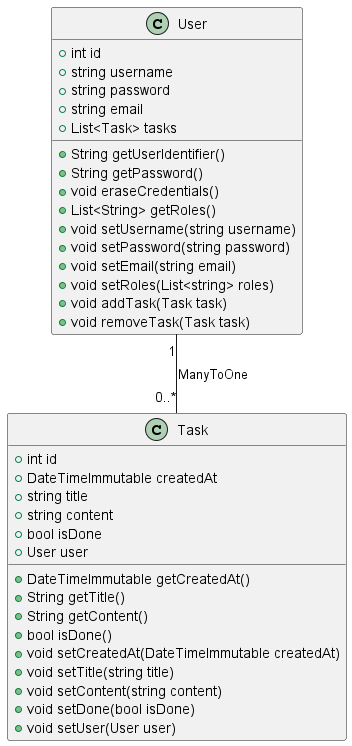 C User
int id
string username
string password
string email
List<Task> tasks
String getUserIdentifier()
String getPassword()
void eraseCredentials()
List<String> getRoles()
void setUsername(string username)
void setPassword(string password)
void setEmail(string email)
void setRoles(List<string> roles)
void addTask(Task task)
void removeTask(Task task)
1
ManyToOne
0..*
C Task
int id
DateTimeImmutable createdAt
string title
string content
bool isDone
User user
DateTimeImmutable getCreatedAt()
String getTitle()
String getContent()
bool isDone()
void setCreatedAt(DateTimeImmutable createdAt)
void setTitle(string title)
void setContent(string content)
void setDone(bool isDone)
void setUser(User user)